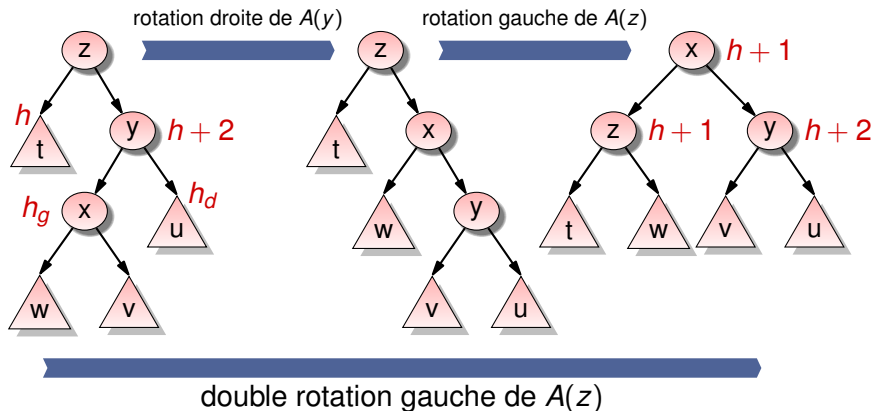 rotation droite de A(y)
rotation gauche de A(z)
z
z
x
h + 1
h
t
y
h + 2
t
x
z
h + 1
y
h + 2
h_g
x
h_d
u
w
y
t
w
v
u
w
v
v
u
double rotation gauche de A(z)